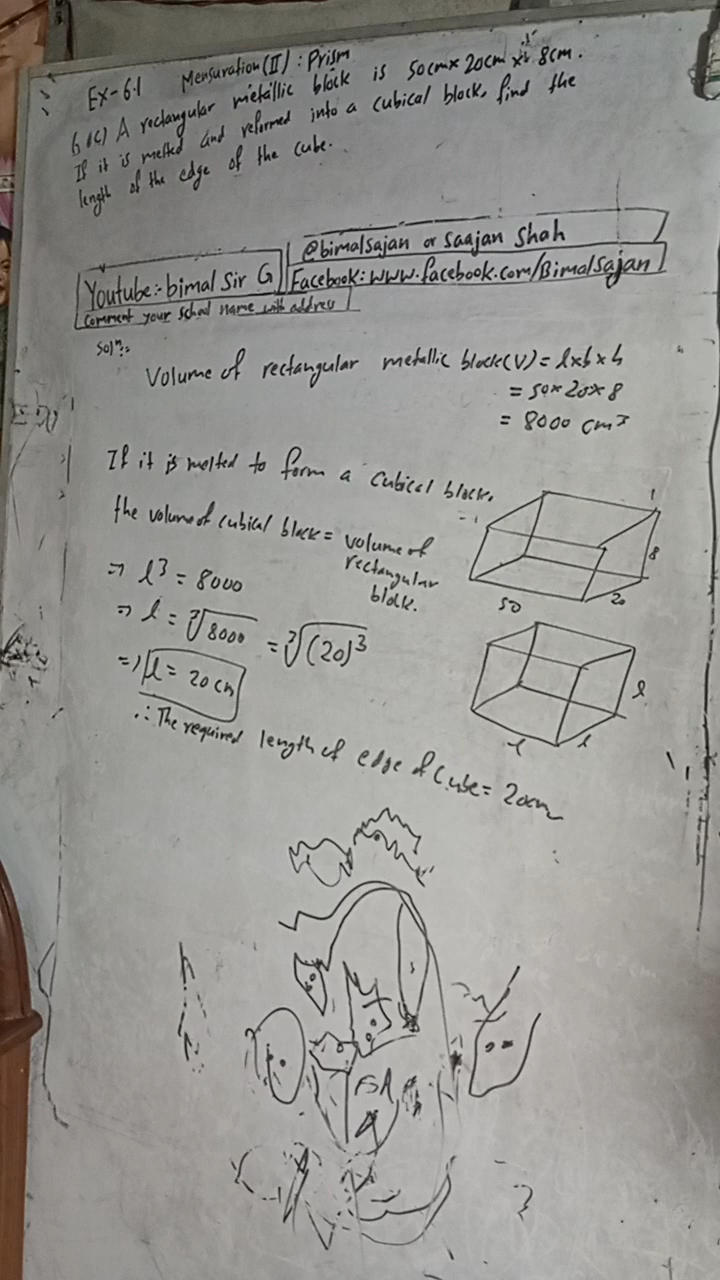 Ex-6.1 Mensuration (II) : Prism
6.(c) A rectangular metallic block is 50cm× 20cm × 8cm.
If it is melted and reformed into a cubical block, find the
length of the edge of the cube.
@bimalsajan or Saajan Shah
Youtube:- bimal Sir G
Facebook: www.facebook.com/BimalSajan
Comment your school name with address
Solⁿ:-
Volume of rectangular metallic block(V) = l×b×h
= 50×20×8
= 8000 cm³
If it is melted to form a cubical block,
the volume of cubical block = volume of
rectangular
block.
⇒ l³ = 8000
⇒ l = ∛8000 = ∛(20)³
⇒ l = 20cm
∴ The required length of edge of Cube = 20cm
8
50
20
l
l
l